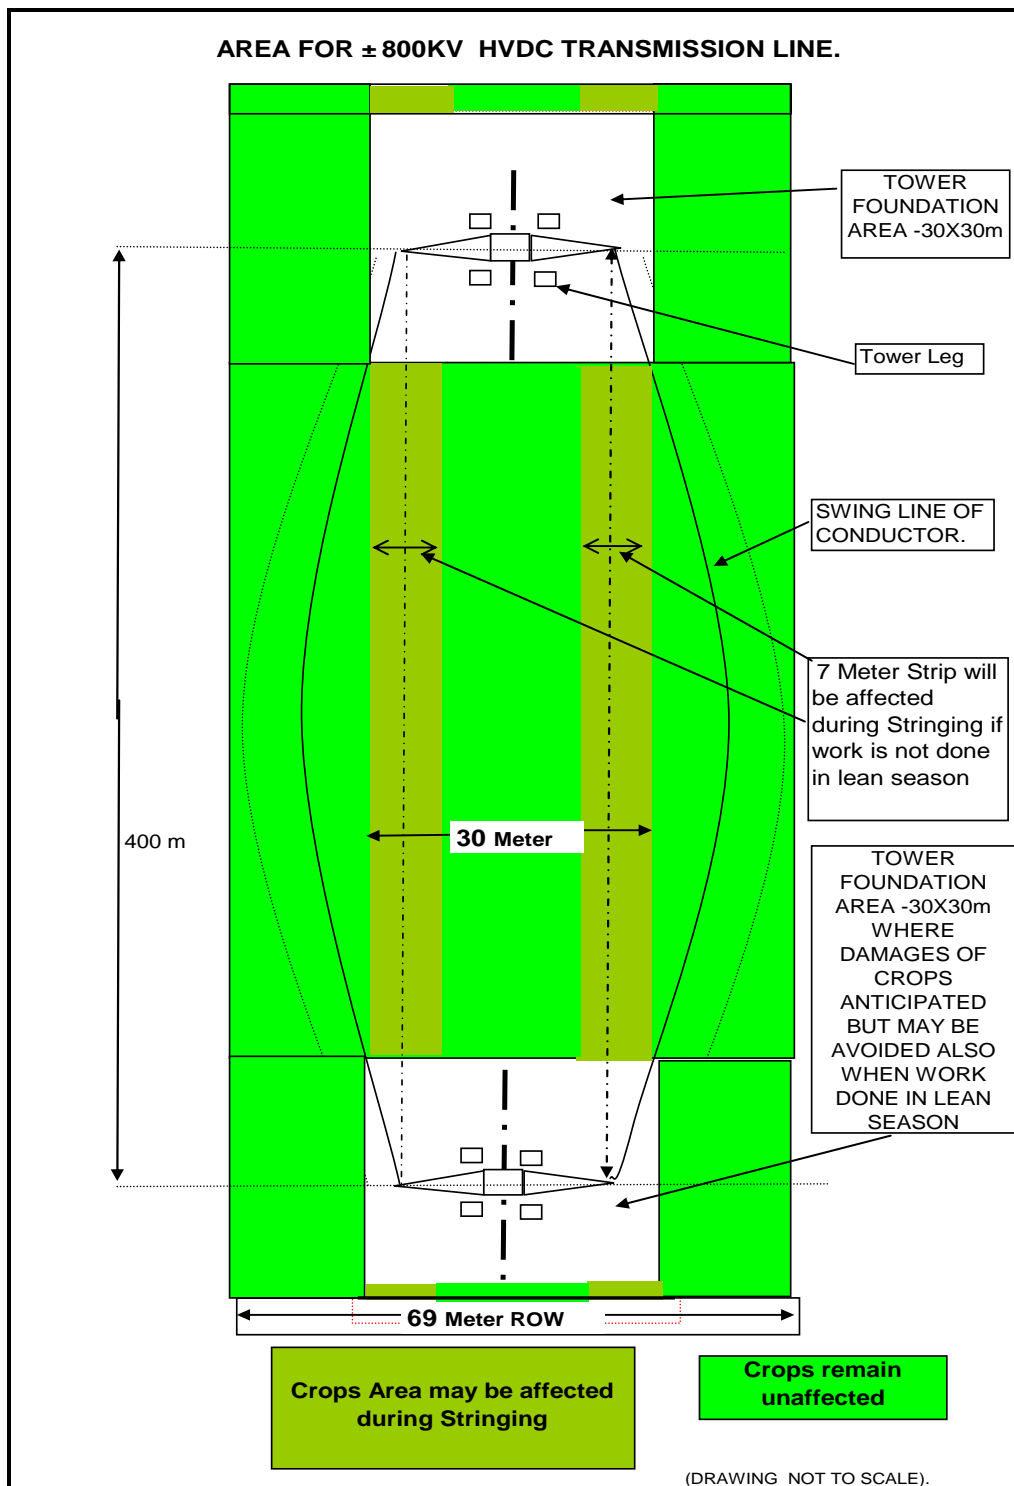 AREA FOR ± 800KV HVDC TRANSMISSION LINE.
TOWER
FOUNDATION
AREA -30X30m
Tower Leg
SWING LINE OF
CONDUCTOR.
7 Meter Strip will
be affected
during Stringing if
work is not done
in lean season
30 Meter
400 m
TOWER
FOUNDATION
AREA -30X30m
WHERE
DAMAGES OF
CROPS
ANTICIPATED
BUT MAY BE
AVOIDED ALSO
WHEN WORK
DONE IN LEAN
SEASON
69 Meter ROW
Crops Area may be affected
during Stringing
Crops remain
unaffected
(DRAWING NOT TO SCALE).